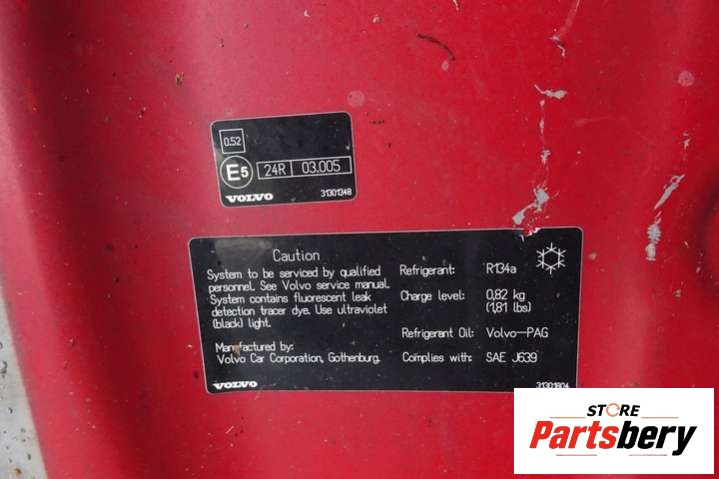 0.52
E5 24R 03.005
VOLVO 31301348
Caution
System to be serviced by qualified
personnel. See Volvo service manual.
System contains fluorescent leak
detection tracer dye. Use ultraviolet
(black) light.
Manufactured by:
Volvo Car Corporation, Gothenburg.
Refrigerant: R134a
Charge level: 0,82 kg
(1,81 lbs)
Refrigerant Oil: Volvo-PAG
Complies with: SAE J639
VOLVO 31301804
STORE
Partsbery